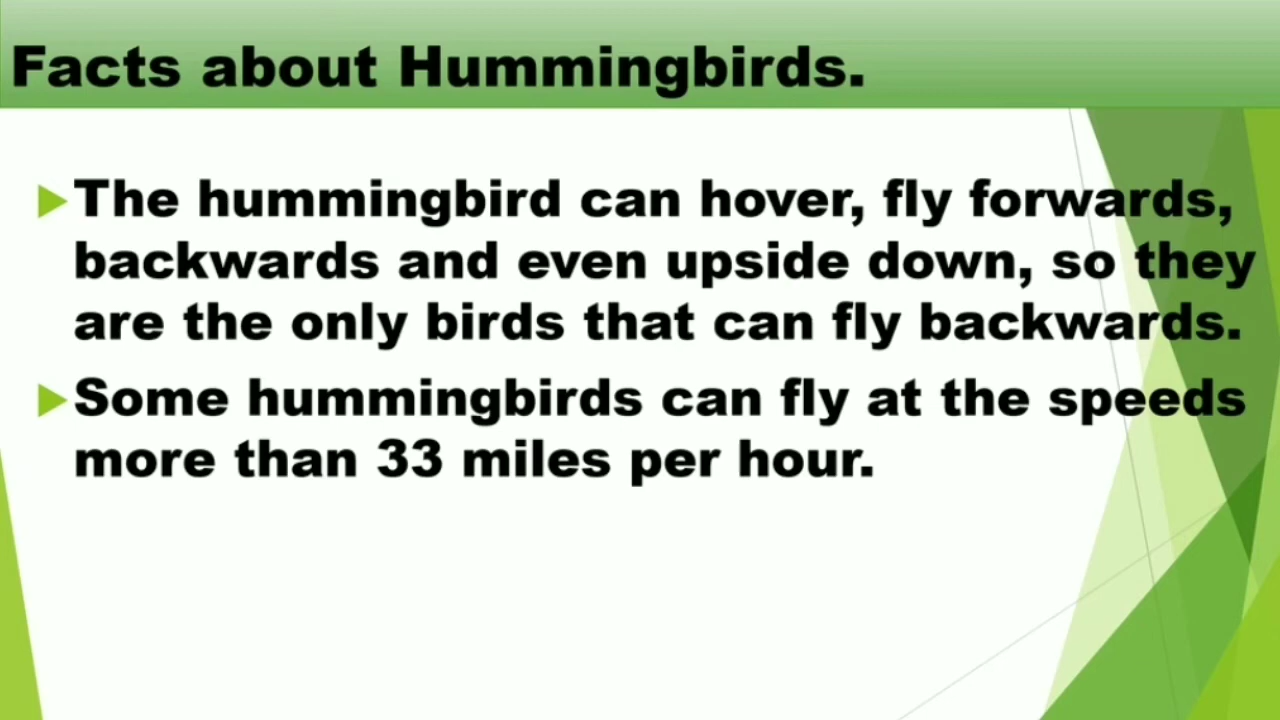 Facts about Hummingbirds.
The hummingbird can hover, fly forwards,
backwards and even upside down, so they
are the only birds that can fly backwards.
Some hummingbirds can fly at the speeds
more than 33 miles per hour.